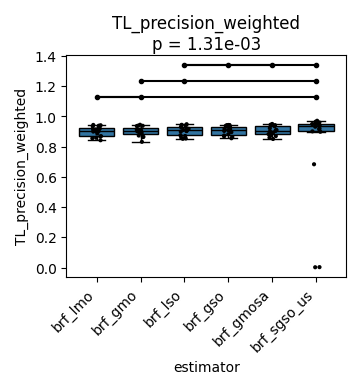 TL_precision_weighted
p = 1.31e-03
TL_precision_weighted
1.4
1.2
1.0
0.8
0.6
0.4
0.2
0.0
brf_lmo
brf_gmo
brf_lso
brf_gso
brf_gmosa
brf_sgso_us
estimator